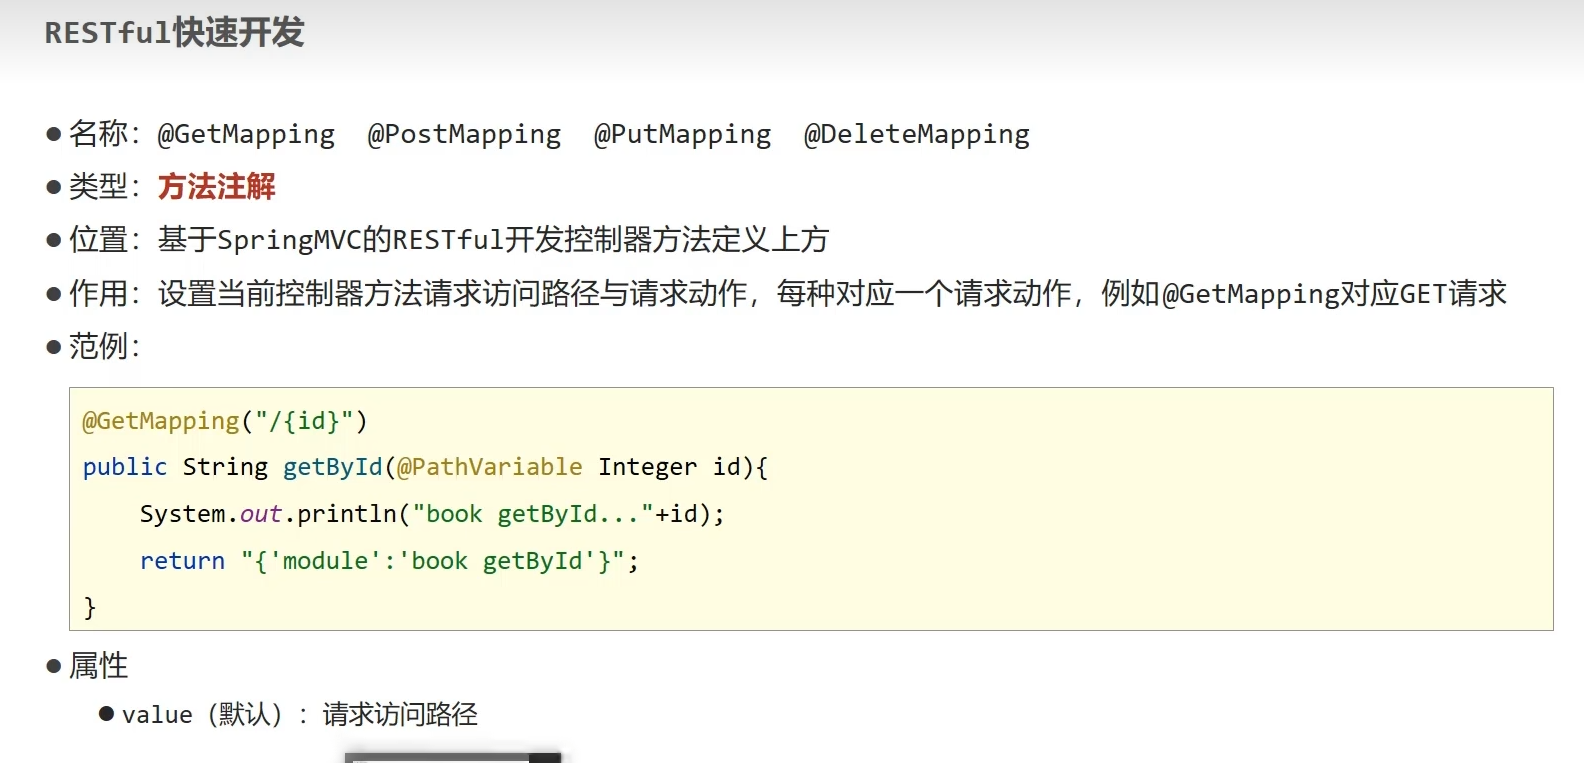 RESTful快速开发
●名称：@GetMapping @PostMapping @PutMapping @DeleteMapping
●类型：方法注解
●位置：基于SpringMVC的RESTful开发控制器方法定义上方
●作用：设置当前控制器方法请求访问路径与请求动作，每种对应一个请求动作，例如@GetMapping对应GET请求
●范例：
@GetMapping("/{id}")
public String getById(@PathVariable Integer id){
    System.out.println("book getById..."+id);
    return "{'module':'book getById'}";
}
●属性
●value（默认）：请求访问路径